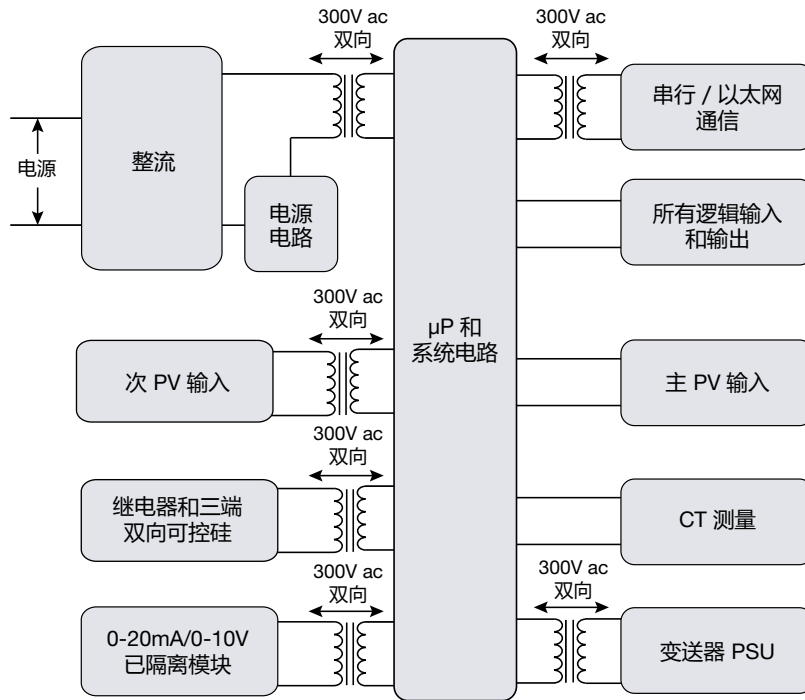 300V ac
双向
300V ac
双向
电源
整流
电源
电路
串行 / 以太网
通信
所有逻辑输入
和输出
300V ac
双向
µP 和
系统电路
次 PV 输入
主 PV 输入
300V ac
双向
继电器和三端
双向可控硅
CT 测量
300V ac
双向
300V ac
双向
0-20mA/0-10V
已隔离模块
变送器 PSU